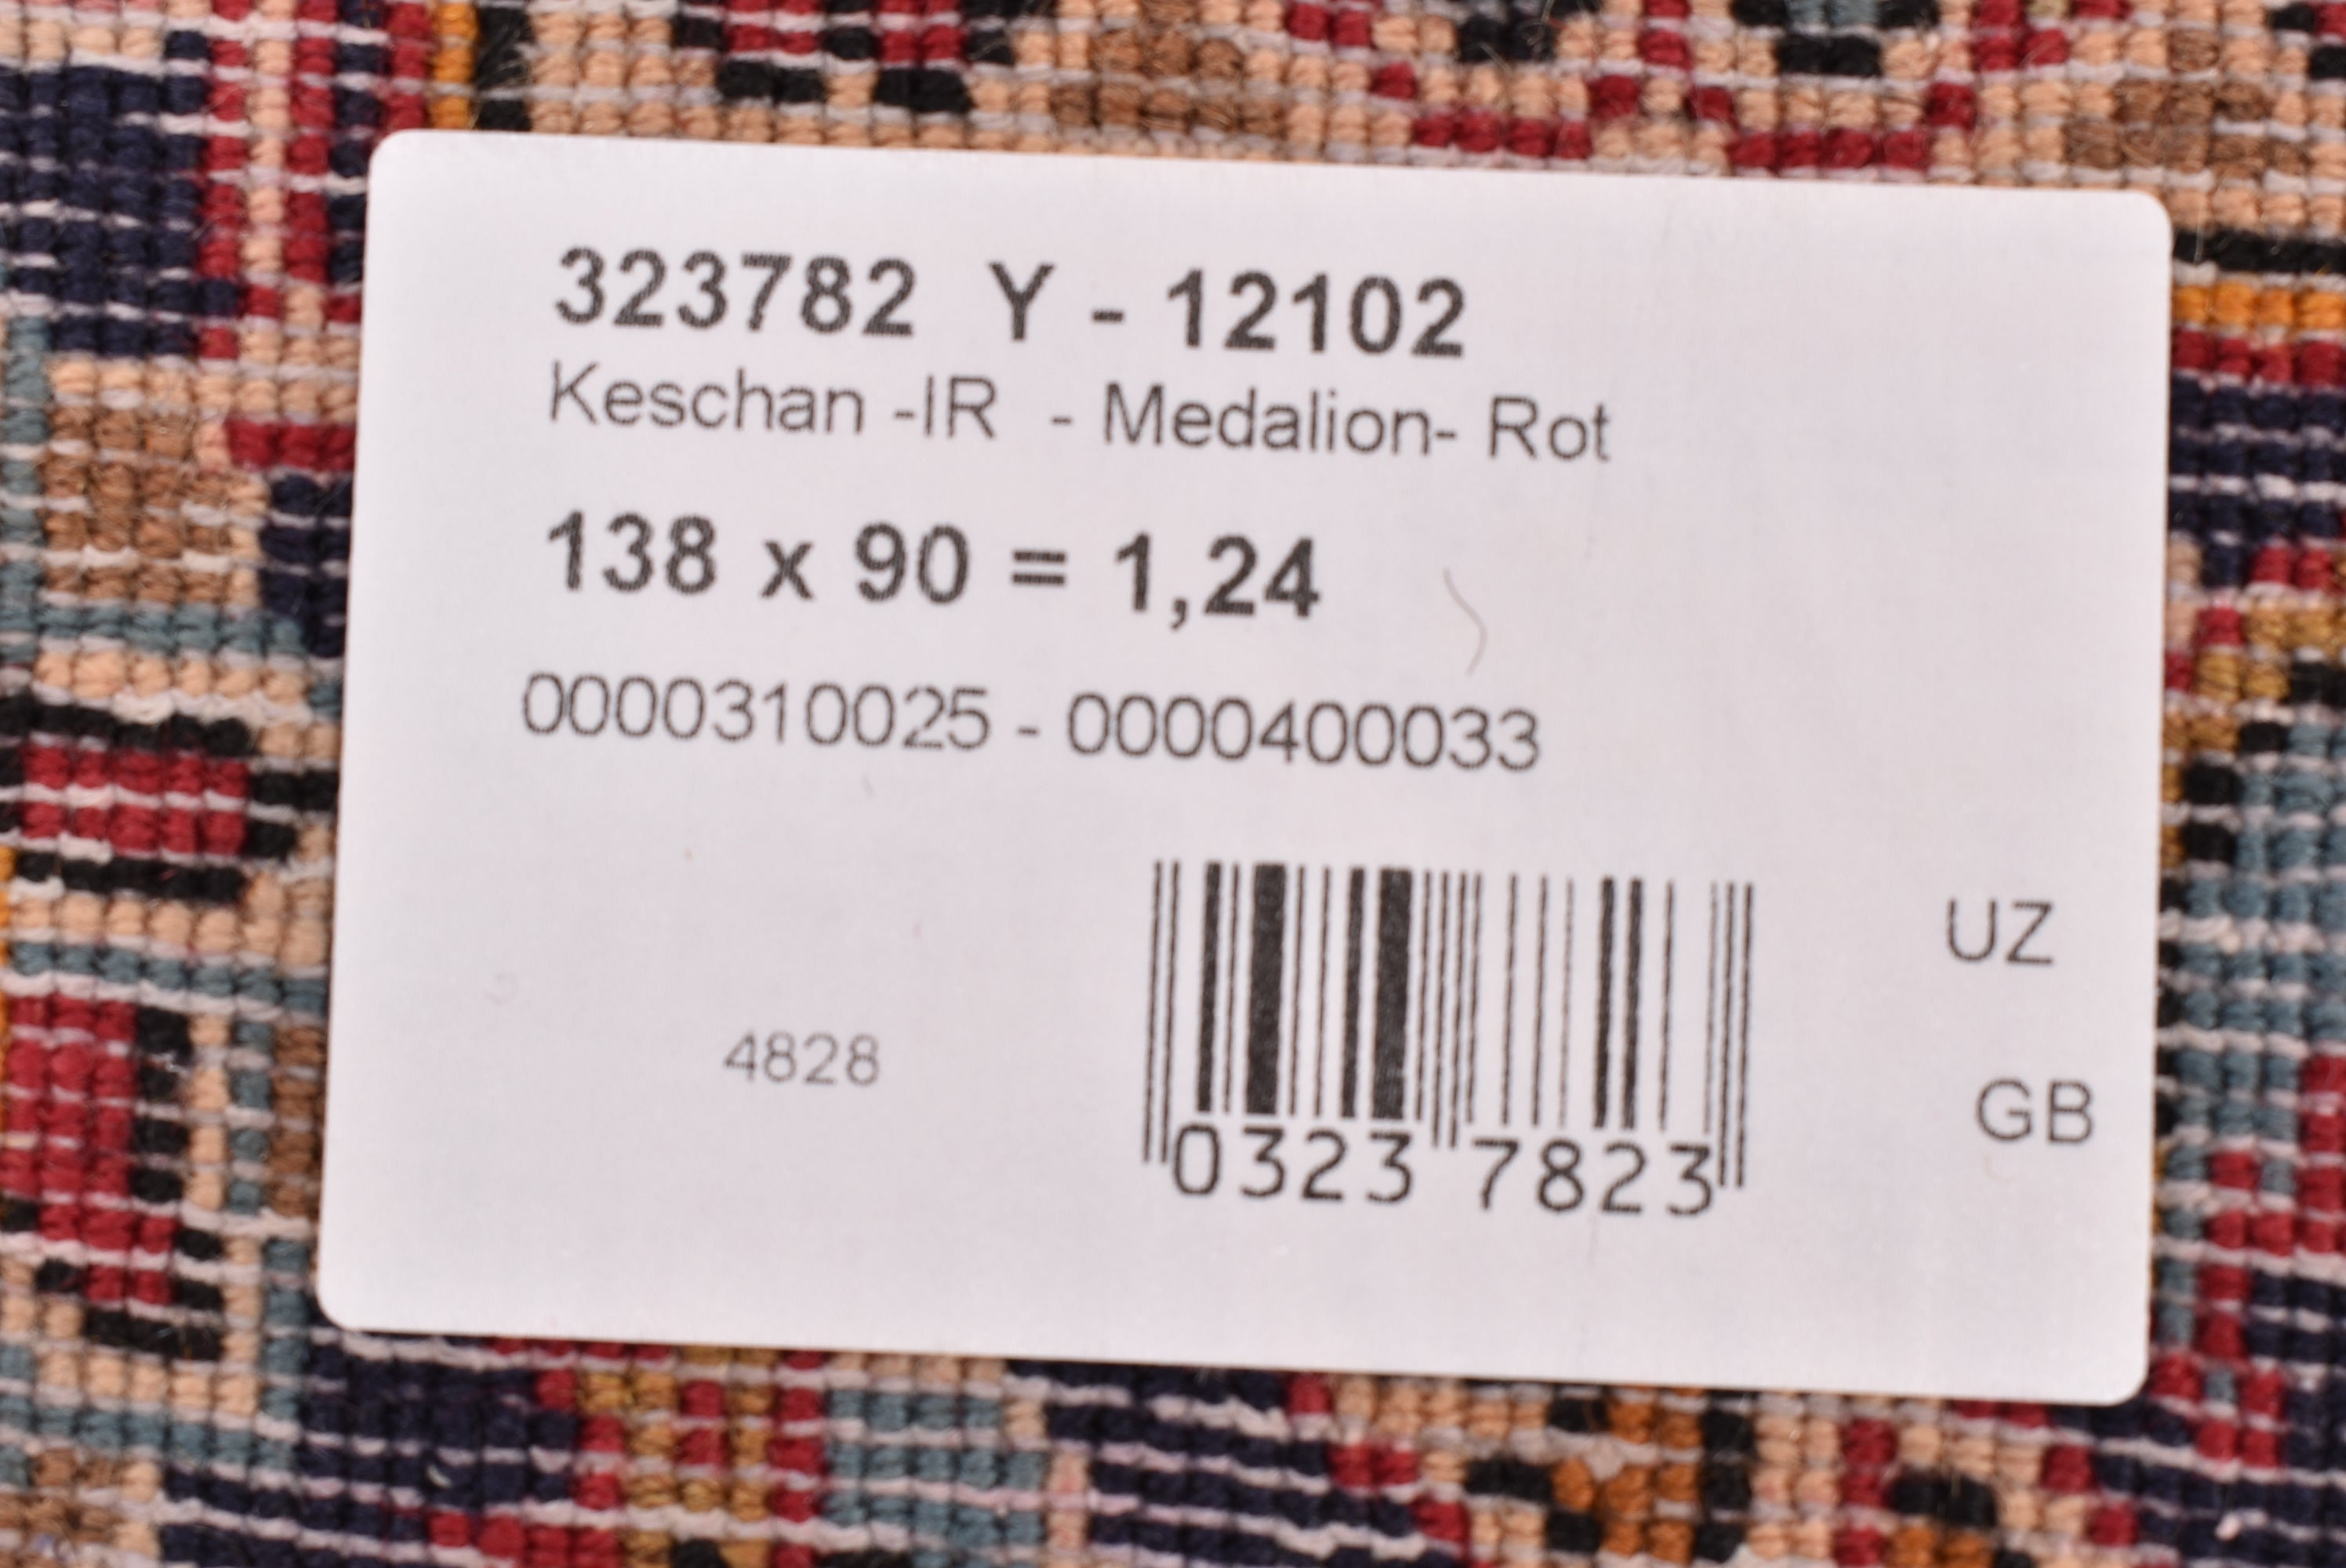 323782 Y - 12102
Keschan -IR - Medalion- Rot
138 x 90 = 1,24
0000310025 - 0000400033
UZ
4828
GB
0323 7823